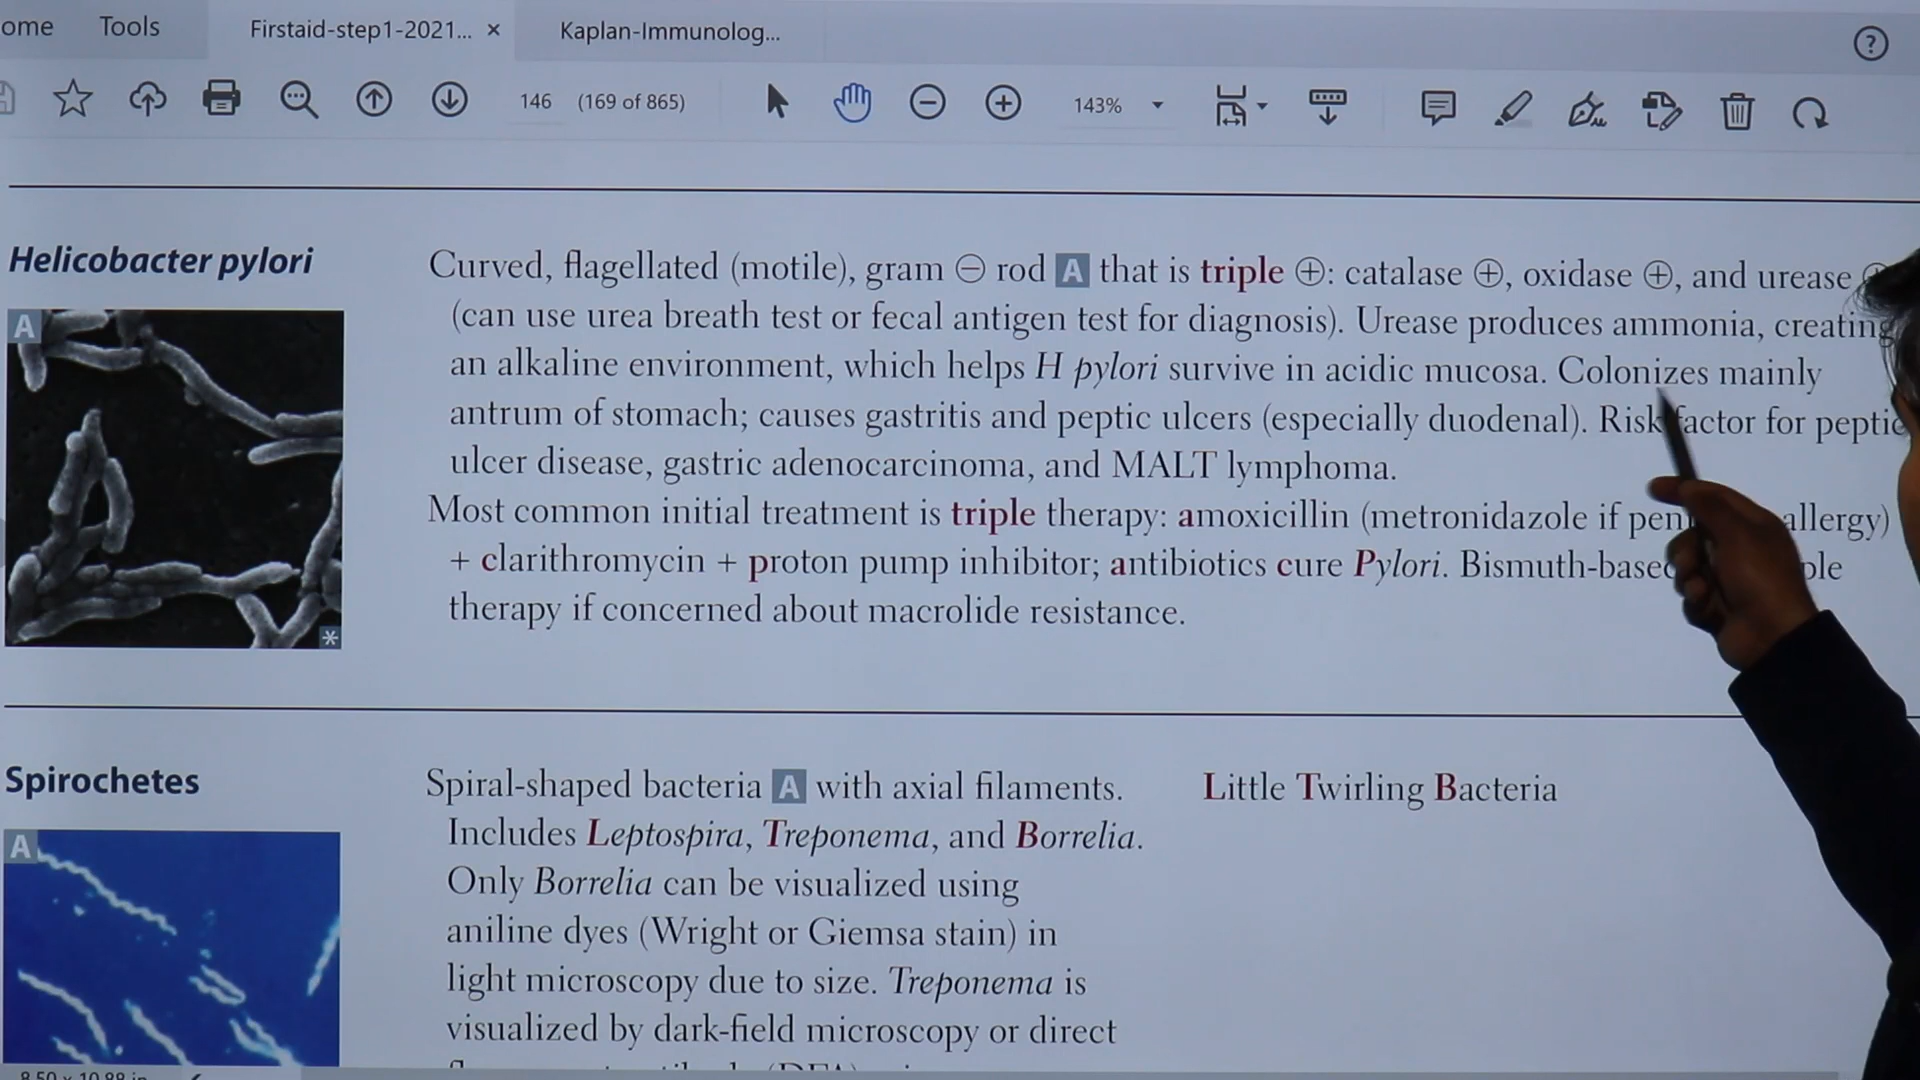 ome Tools Firstaid-step1-2021... × Kaplan-Immunolog... ?
146 (169 of 865) 143%
Helicobacter pylori
A
*
Curved, flagellated (motile), gram ⊖ rod A that is triple ⊕: catalase ⊕, oxidase ⊕, and urease
(can use urea breath test or fecal antigen test for diagnosis). Urease produces ammonia, creating
an alkaline environment, which helps H pylori survive in acidic mucosa. Colonizes mainly
antrum of stomach; causes gastritis and peptic ulcers (especially duodenal). Risk factor for peptic
ulcer disease, gastric adenocarcinoma, and MALT lymphoma.
Most common initial treatment is triple therapy: amoxicillin (metronidazole if allergy)
+ clarithromycin + proton pump inhibitor; antibiotics cure Pylori. Bismuth-based
therapy if concerned about macrolide resistance.
Spirochetes
A
Spiral-shaped bacteria A with axial filaments.
Includes Leptospira, Treponema, and Borrelia.
Only Borrelia can be visualized using
aniline dyes (Wright or Giemsa stain) in
light microscopy due to size. Treponema is
visualized by dark-field microscopy or direct
Little Twirling Bacteria
8.50 x 10.88 in